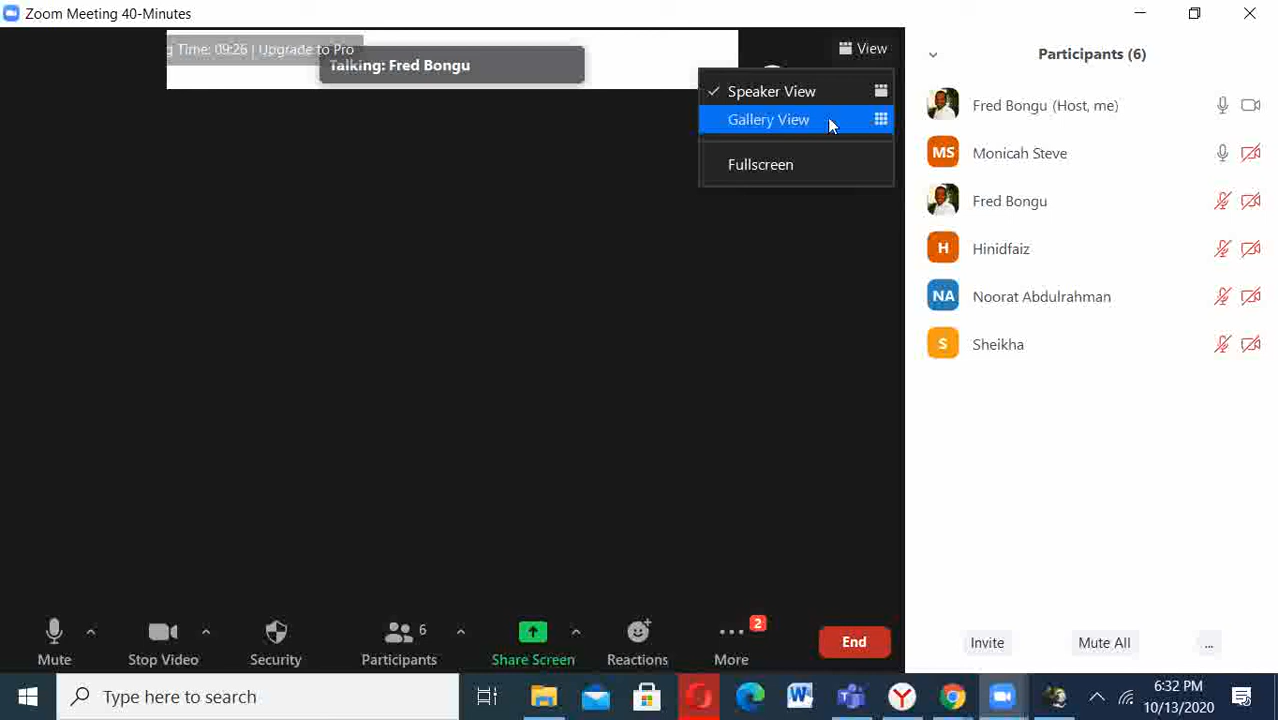 Zoom Meeting 40-Minutes
g Time: 09:26 | Upgrade to Pro
Talking: Fred Bongu
View
Speaker View
Gallery View
Fullscreen
Participants (6)
Fred Bongu (Host, me)
MS Monicah Steve
Fred Bongu
H Hinidfaiz
NA Noorat Abdulrahman
S Sheikha
Invite
Mute All
...
Mute
Stop Video
Security
6
Participants
Share Screen
Reactions
2
More
End
Type here to search
6:32 PM
10/13/2020